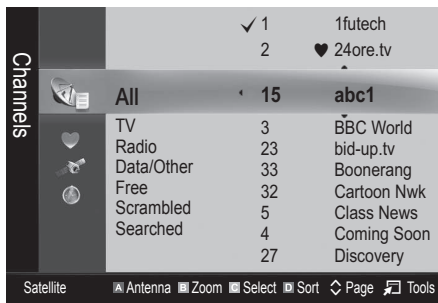 ✓ 1 1futech
2 ♥ 24ore.tv
Channels
All 15 abc1
TV 3 BBC World
Radio 23 bid-up.tv
Data/Other 33 Boonerang
Free 32 Cartoon Nwk
Scrambled 5 Class News
Searched 4 Coming Soon
27 Discovery
Satellite A Antenna B Zoom C Select D Sort Page Tools